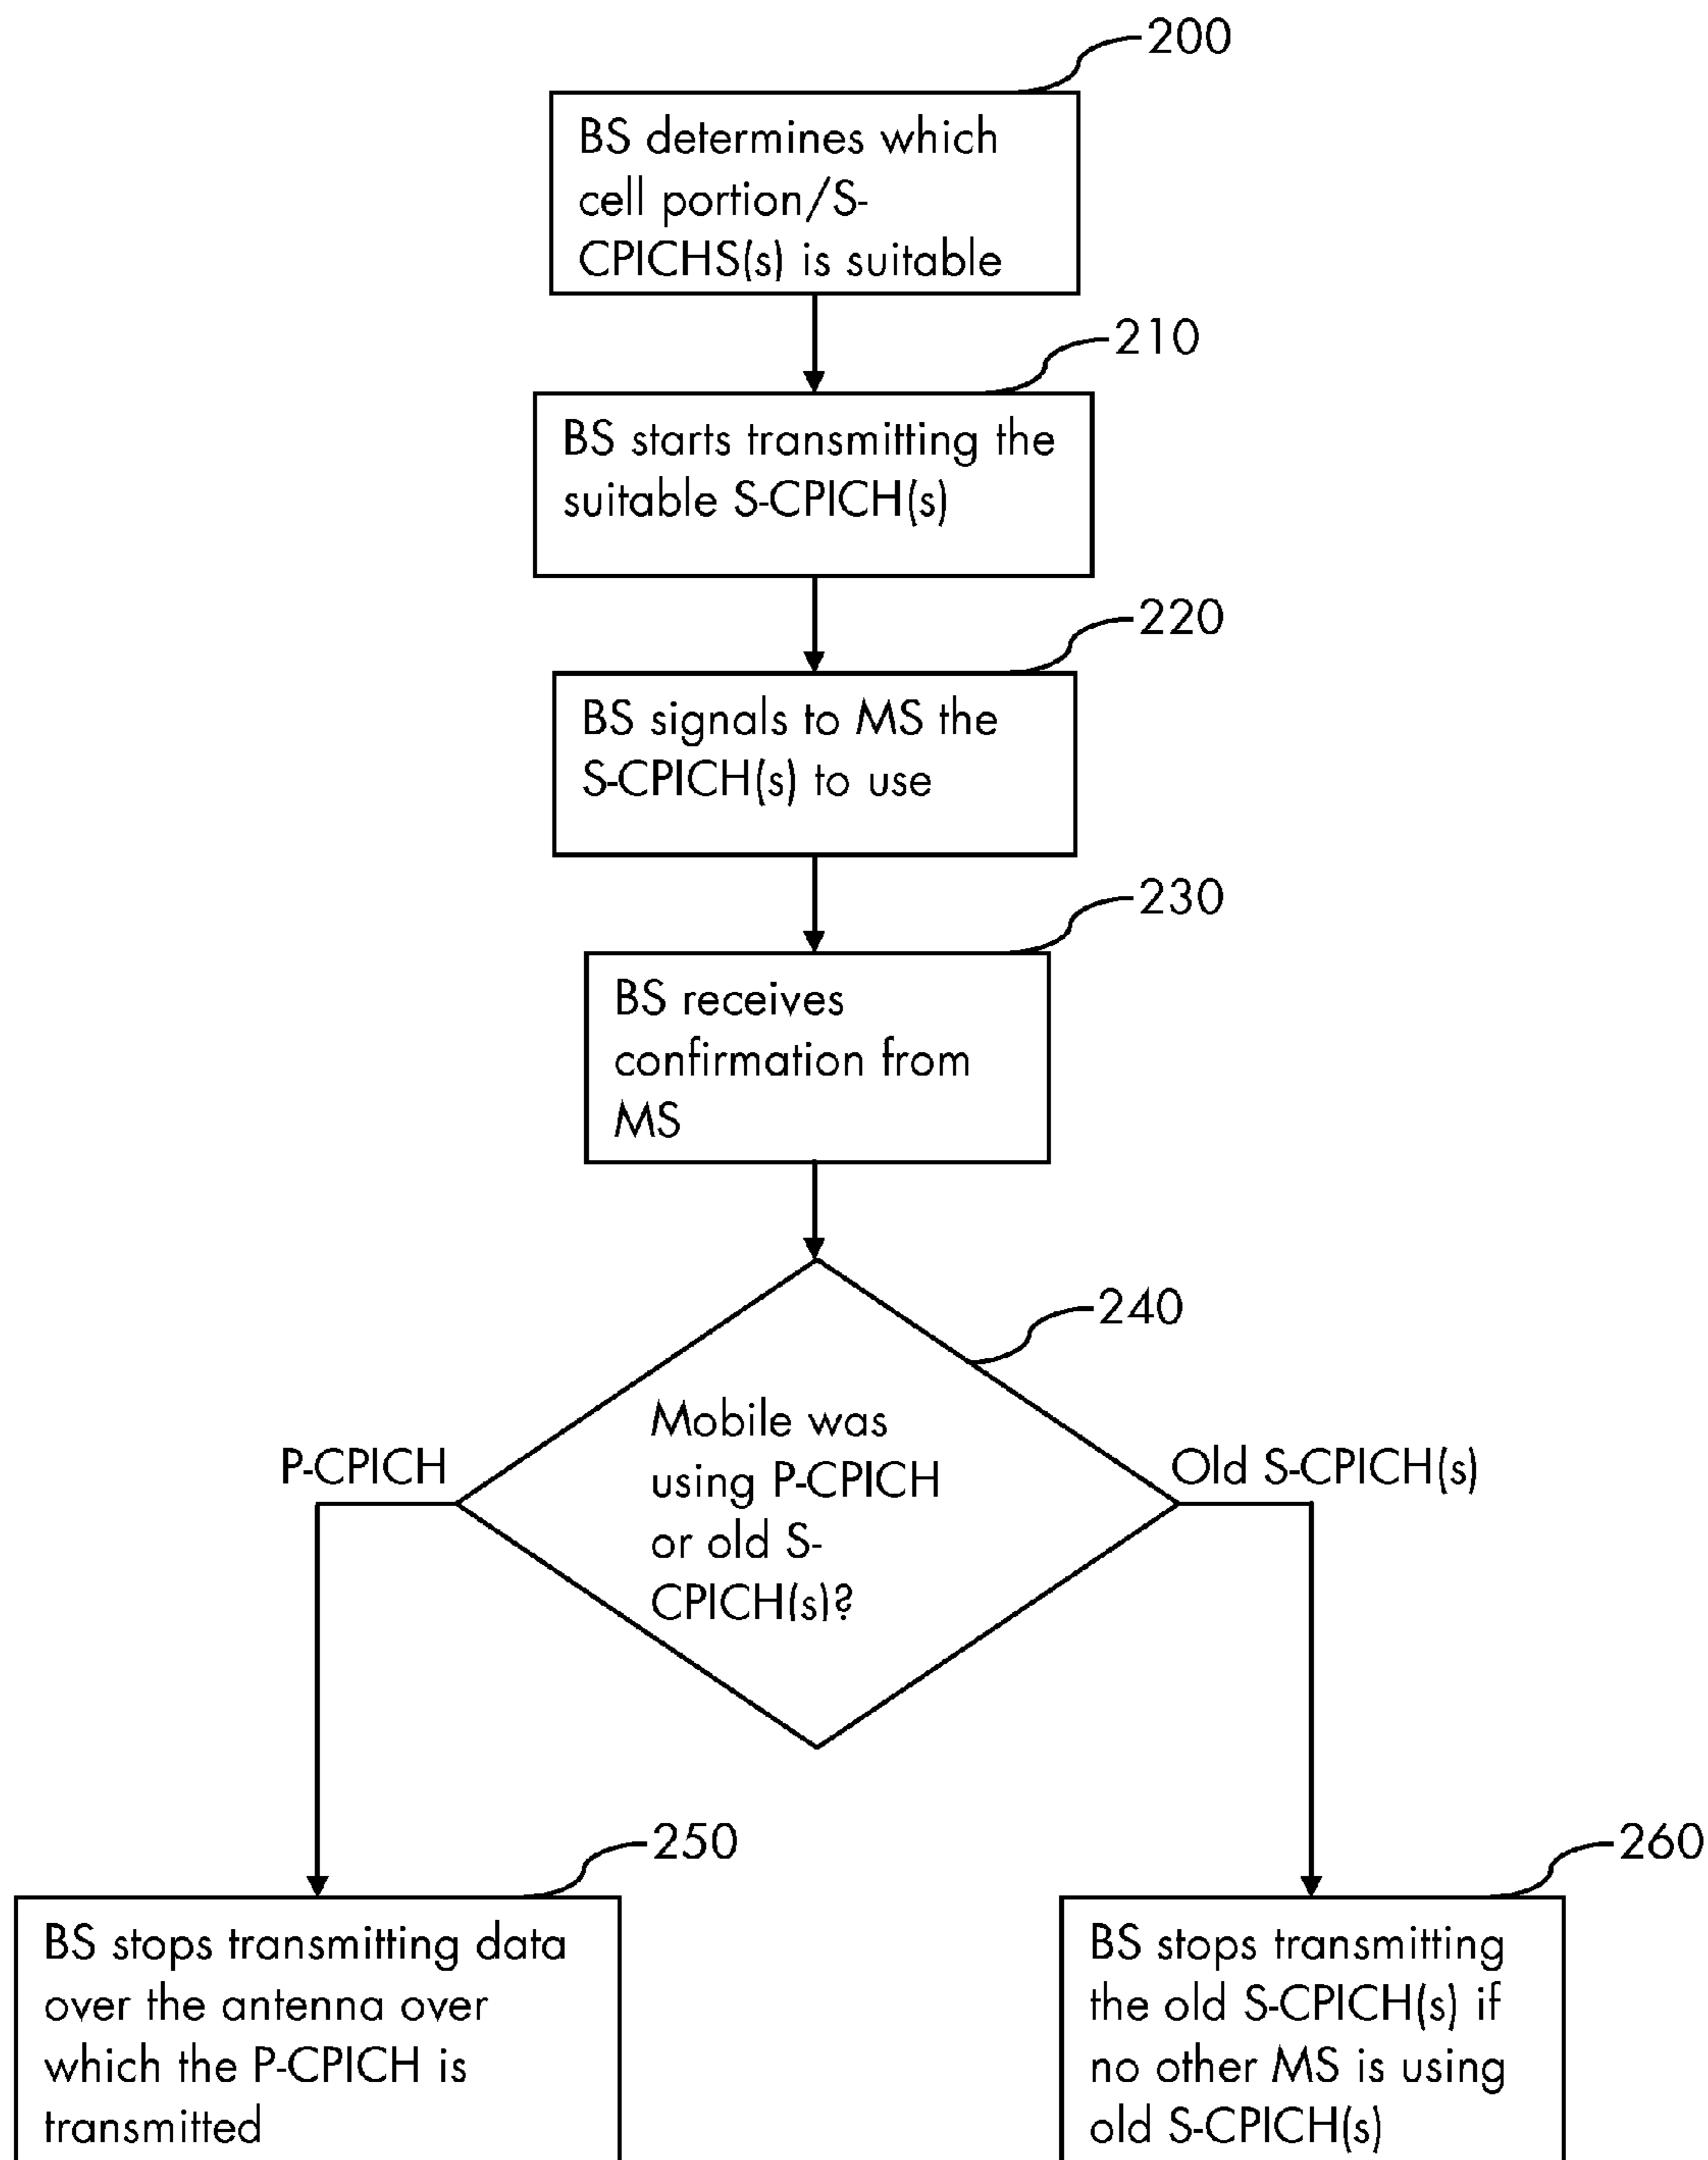 200
BS determines which
cell portion/S-
CPICHS(s) is suitable
210
BS starts transmitting the
suitable S-CPICH(s)
220
BS signals to MS the
S-CPICH(s) to use
230
BS receives
confirmation from
MS
240
Mobile was
using P-CPICH
or old S-
CPICH(s)?
P-CPICH
Old S-CPICH(s)
250
BS stops transmitting data
over the antenna over
which the P-CPICH is
transmitted
260
BS stops transmitting
the old S-CPICH(s) if
no other MS is using
old S-CPICH(s)